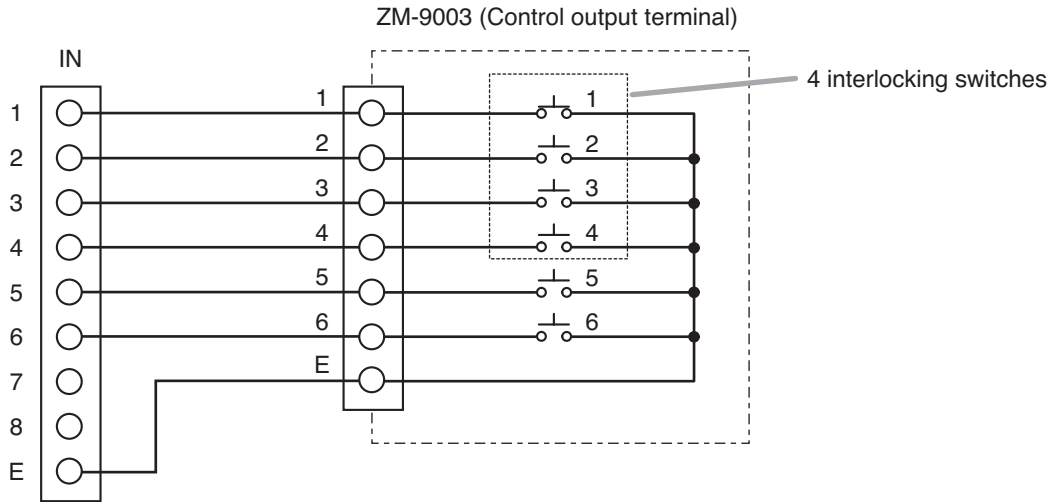 ZM-9003 (Control output terminal)
IN
4 interlocking switches
1 1 1
2 2 2
3 3 3
4 4 4
5 5 5
6 6 6
7 E
8
E